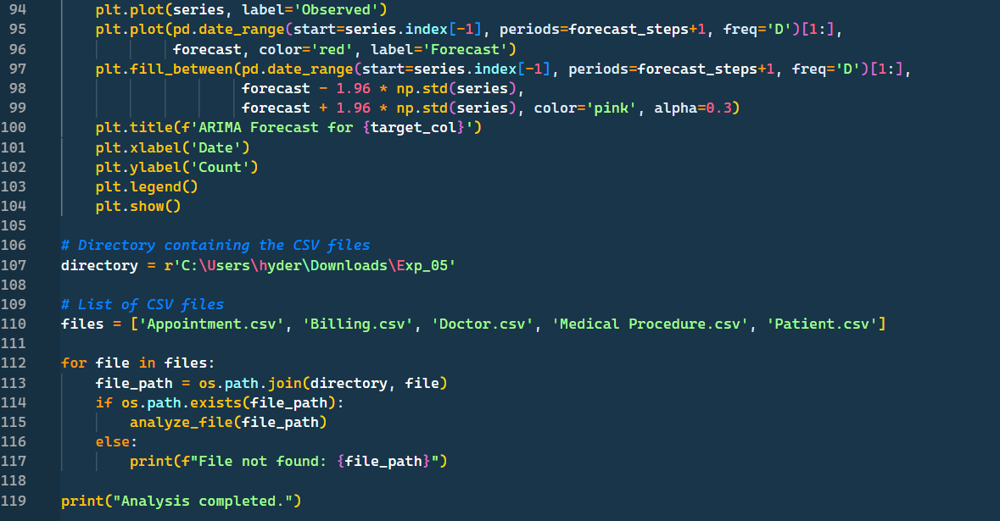 94 plt.plot(series, label='Observed')
95 plt.plot(pd.date_range(start=series.index[-1], periods=forecast_steps+1, freq='D')[1:],
96 forecast, color='red', label='Forecast')
97 plt.fill_between(pd.date_range(start=series.index[-1], periods=forecast_steps+1, freq='D')[1:],
98 forecast - 1.96 * np.std(series),
99 forecast + 1.96 * np.std(series), color='pink', alpha=0.3)
100 plt.title(f'ARIMA Forecast for {target_col}')
101 plt.xlabel('Date')
102 plt.ylabel('Count')
103 plt.legend()
104 plt.show()
105
106 # Directory containing the CSV files
107 directory = r'C:\Users\hyder\Downloads\Exp_05'
108
109 # List of CSV files
110 files = ['Appointment.csv', 'Billing.csv', 'Doctor.csv', 'Medical Procedure.csv', 'Patient.csv']
111
112 for file in files:
113 file_path = os.path.join(directory, file)
114 if os.path.exists(file_path):
115 analyze_file(file_path)
116 else:
117 print(f"File not found: {file_path}")
118
119 print("Analysis completed.")